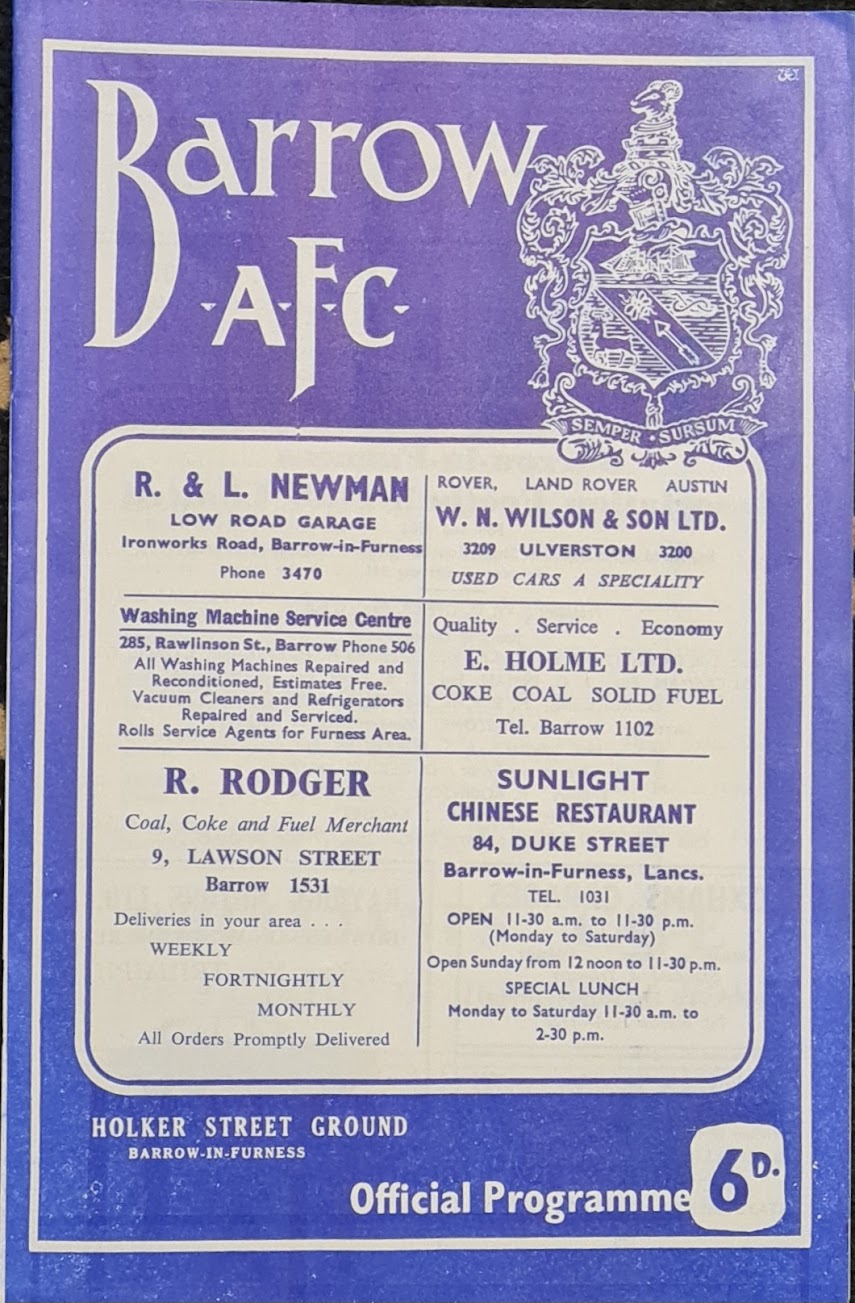 Barrow
A.F.C.
SEMPER · SURSUM
R. & L. NEWMAN
LOW ROAD GARAGE
Ironworks Road, Barrow-in-Furness
Phone 3470
ROVER, LAND ROVER AUSTIN
W. N. WILSON & SON LTD.
3209 ULVERSTON 3200
USED CARS A SPECIALITY
Washing Machine Service Centre
285, Rawlinson St., Barrow Phone 506
All Washing Machines Repaired and
Reconditioned, Estimates Free.
Vacuum Cleaners and Refrigerators
Repaired and Serviced.
Rolls Service Agents for Furness Area.
Quality . Service . Economy
E. HOLME LTD.
COKE COAL SOLID FUEL
Tel. Barrow 1102
R. RODGER
Coal, Coke and Fuel Merchant
9, LAWSON STREET
Barrow 1531
Deliveries in your area . . .
WEEKLY
FORTNIGHTLY
MONTHLY
All Orders Promptly Delivered
SUNLIGHT
CHINESE RESTAURANT
84, DUKE STREET
Barrow-in-Furness, Lancs.
TEL. 1031
OPEN 11-30 a.m. to 11-30 p.m.
(Monday to Saturday)
Open Sunday from 12 noon to 11-30 p.m.
SPECIAL LUNCH
Monday to Saturday 11-30 a.m. to
2-30 p.m.
HOLKER STREET GROUND
BARROW-IN-FURNESS
Official Programme 6D.